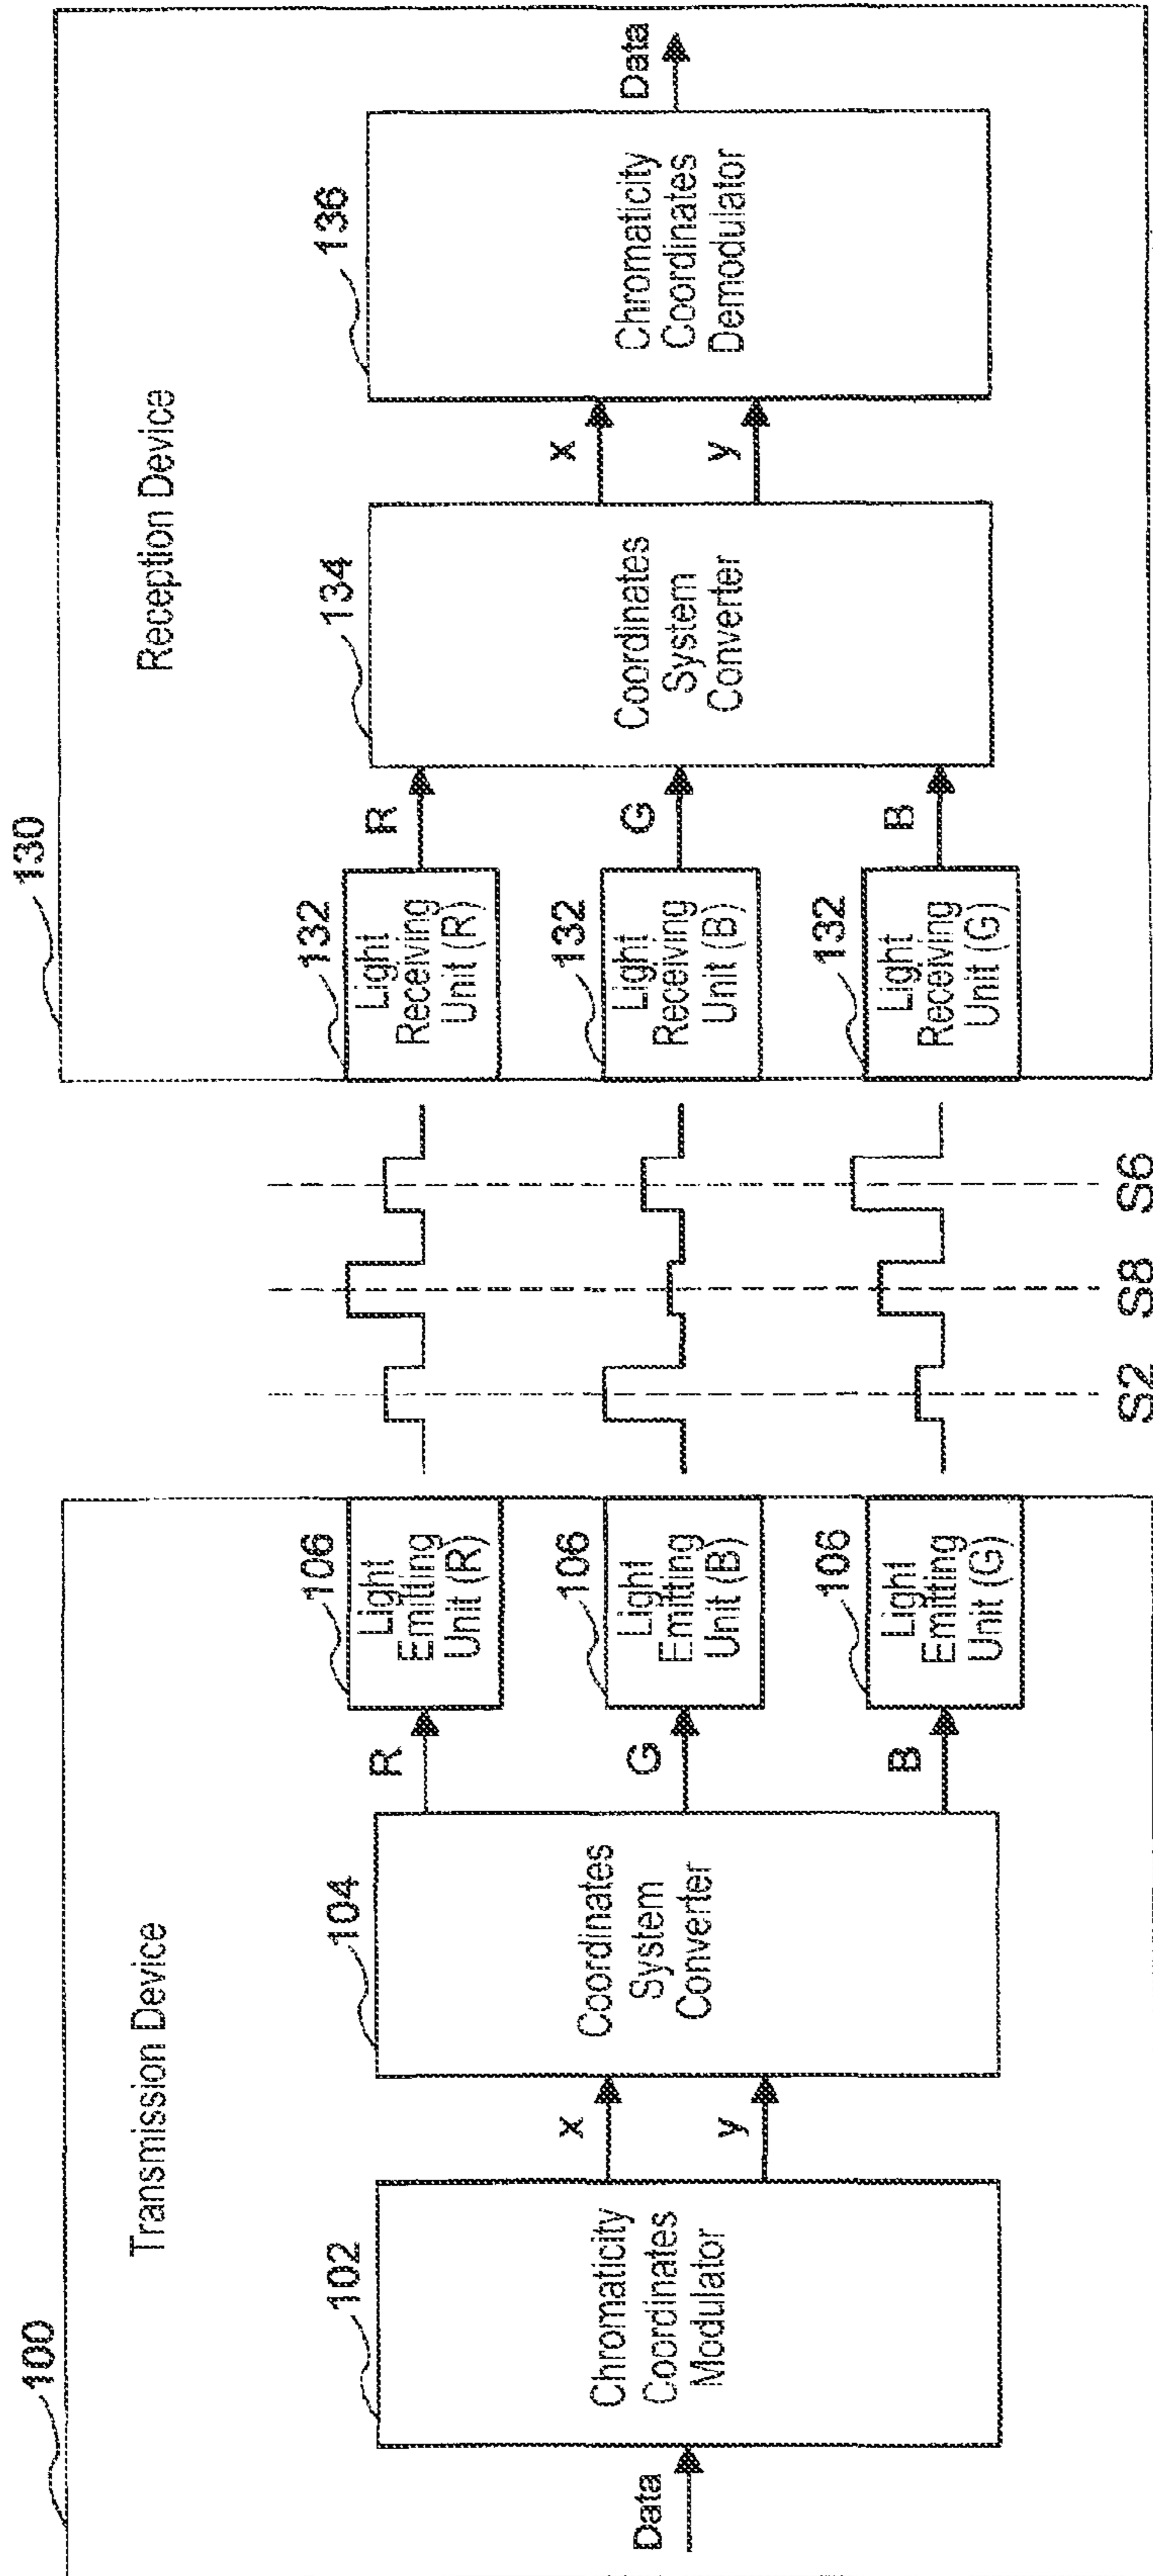 100
Transmission Device
Data
102
Chromaticity
Coordinates
Modulator
x
y
104
Coordinates
System
Converter
R
G
B
106
Light
Emitting
Unit (R)
106
Light
Emitting
Unit (B)
106
Light
Emitting
Unit (G)
S2
S8
S6
130
Reception Device
132
Light
Receiving
Unit (R)
132
Light
Receiving
Unit (B)
132
Light
Receiving
Unit (G)
R
G
B
134
Coordinates
System
Converter
x
y
136
Chromaticity
Coordinates
Demodulator
Data